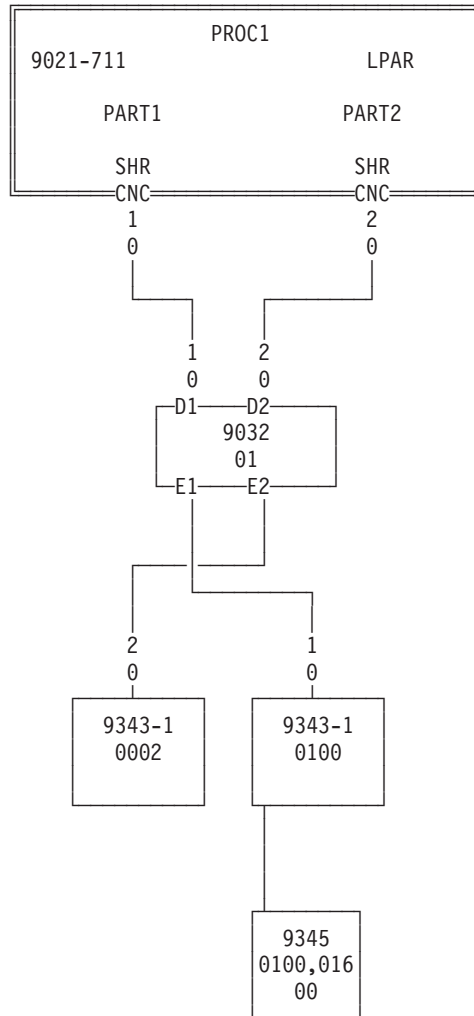 PROC1
9021-711 LPAR
PART1 PART2
SHR SHR
CNC CNC
1 2
0 0
1 2
0 0
D1 D2
9032
01
E1 E2
2 1
0 0
9343-1 9343-1
0002 0100
9345
0100,016
00